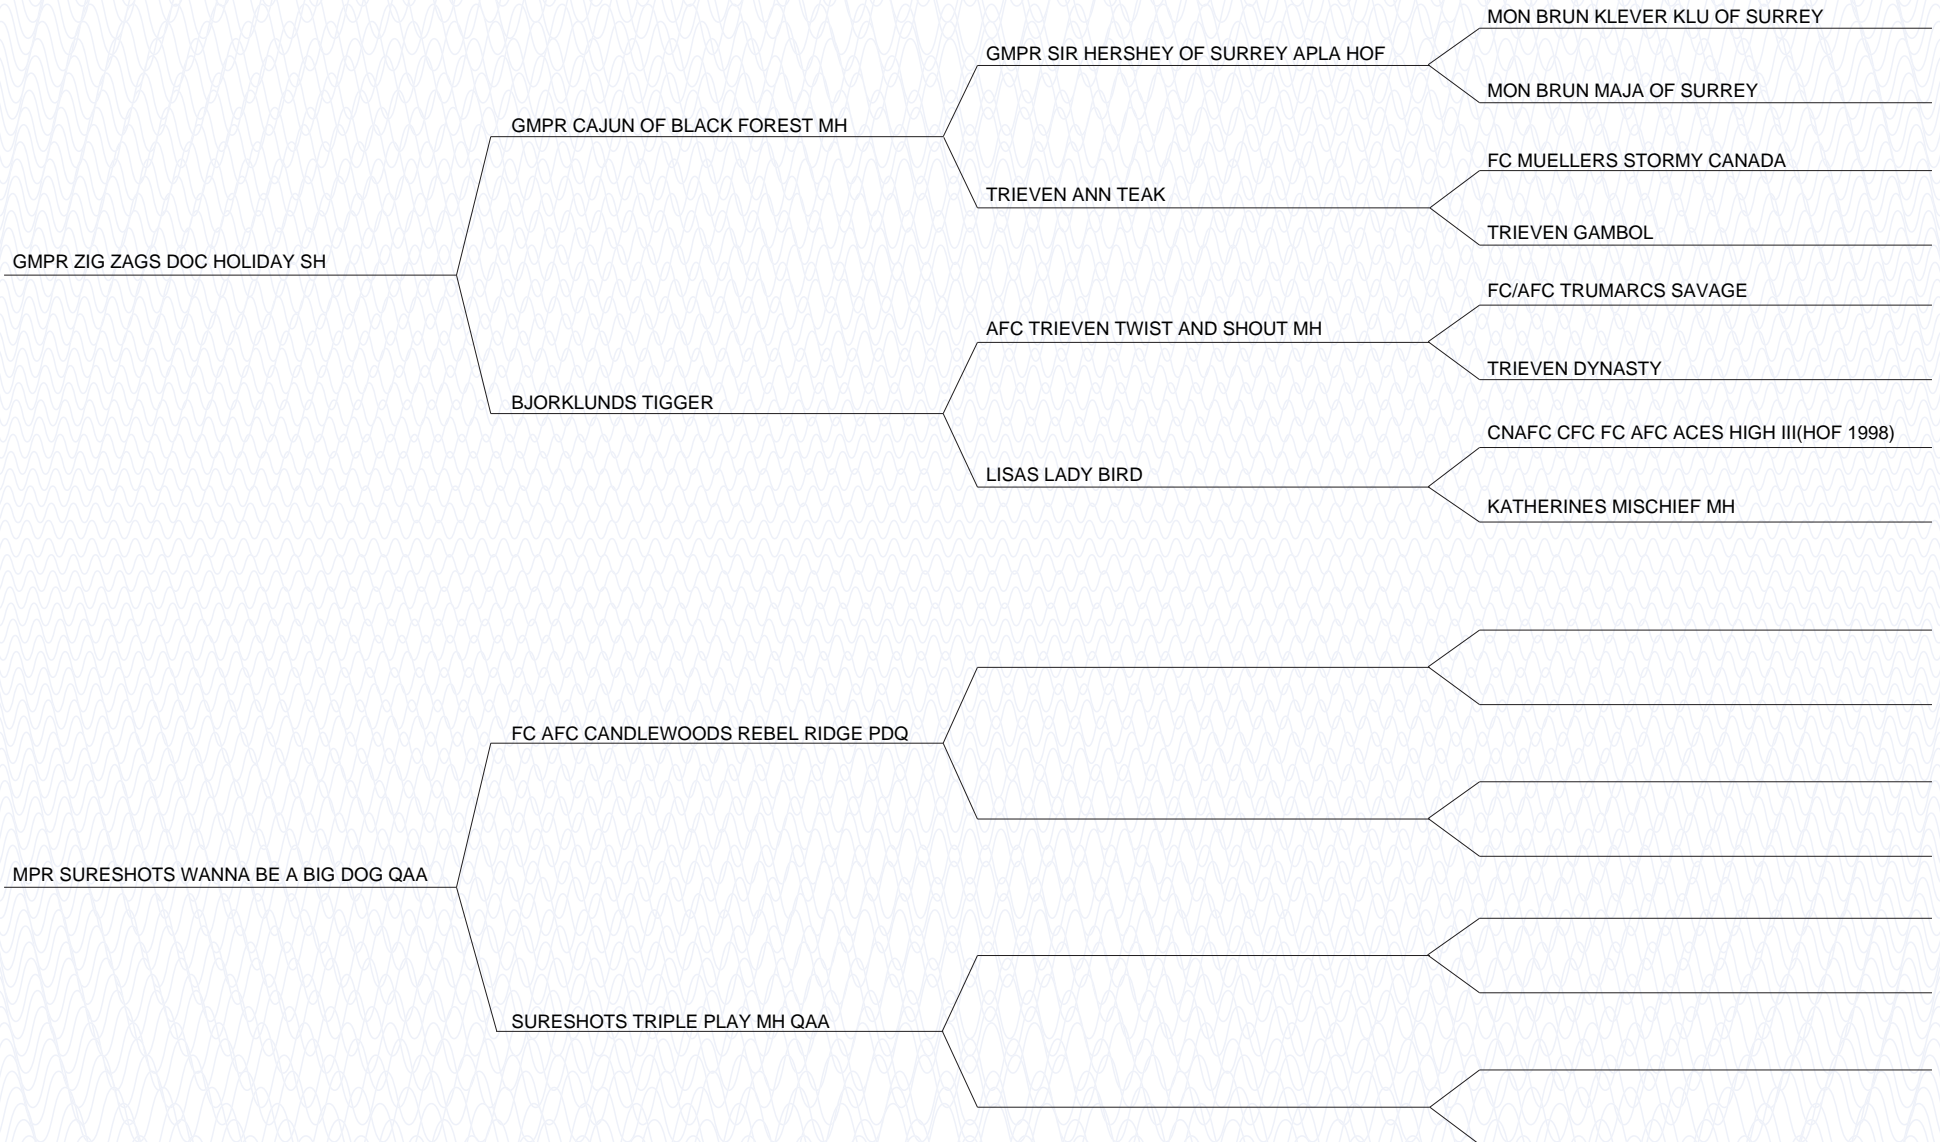 GMPR ZIG ZAGS DOC HOLIDAY SH
GMPR CAJUN OF BLACK FOREST MH
GMPR SIR HERSHEY OF SURREY APLA HOF
MON BRUN KLEVER KLU OF SURREY
MON BRUN MAJA OF SURREY
TRIEVEN ANN TEAK
FC MUELLERS STORMY CANADA
TRIEVEN GAMBOL
BJORKLUNDS TIGGER
AFC TRIEVEN TWIST AND SHOUT MH
FC/AFC TRUMARCS SAVAGE
TRIEVEN DYNASTY
LISAS LADY BIRD
CNAFC CFC FC AFC ACES HIGH III(HOF 1998)
KATHERINES MISCHIEF MH
MPR SURESHOTS WANNA BE A BIG DOG QAA
FC AFC CANDLEWOODS REBEL RIDGE PDQ
SURESHOTS TRIPLE PLAY MH QAA